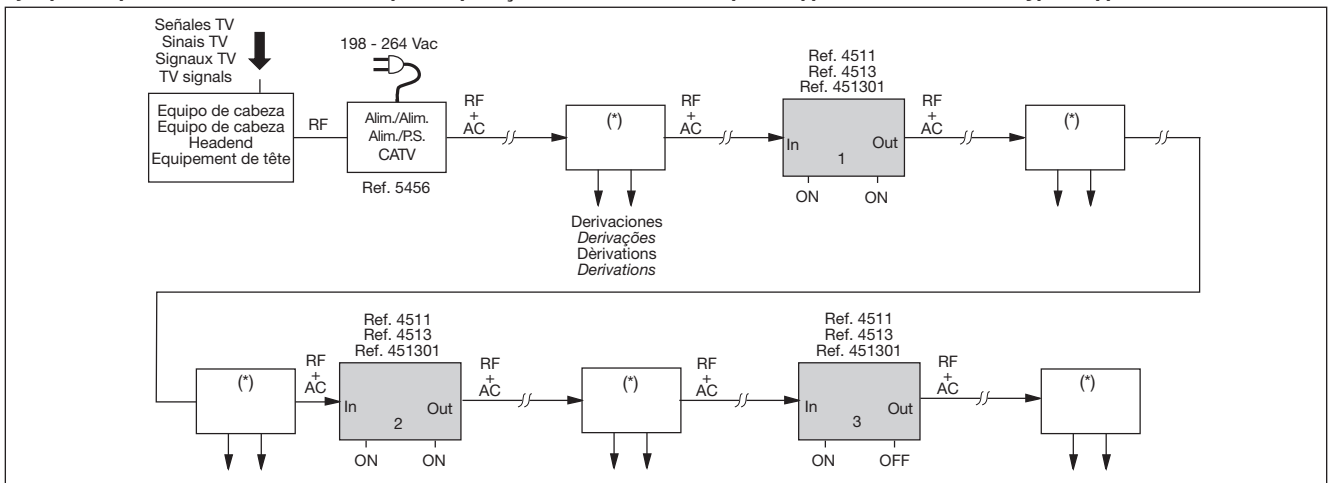 Señales TV
Sinais TV
Signaux TV
TV signals
Equipo de cabeza
Equipo de cabeza
Headend
Equipement de tête
RF
198 - 264 Vac
Alim./Alim.
Alim./P.S.
CATV
Ref. 5456
RF
+
AC
(*)
Derivaciones
Derivações
Dèrivations
Derivations
RF
+
AC
Ref. 4511
Ref. 4513
Ref. 451301
In
Out
1
ON
ON
RF
+
AC
(*)
(*)
RF
+
AC
Ref. 4511
Ref. 4513
Ref. 451301
In
Out
2
ON
ON
RF
+
AC
(*)
RF
+
AC
Ref. 4511
Ref. 4513
Ref. 451301
In
Out
3
ON
OFF
RF
+
AC
(*)